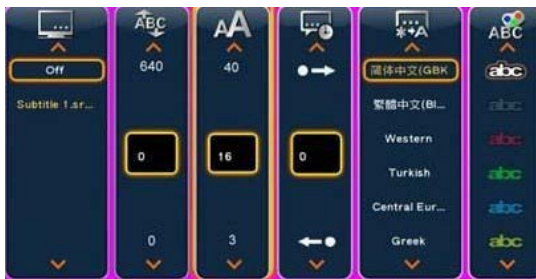 ...
ABC
AA
...
*+A
ABC
Off
640
40
简体中文(GBK
abc
Subtitle 1.sr...
繁體中文(BI...
abc
0
16
0
Western
abc
Turkish
abc
Central Eur...
abc
0
3
Greek
abc